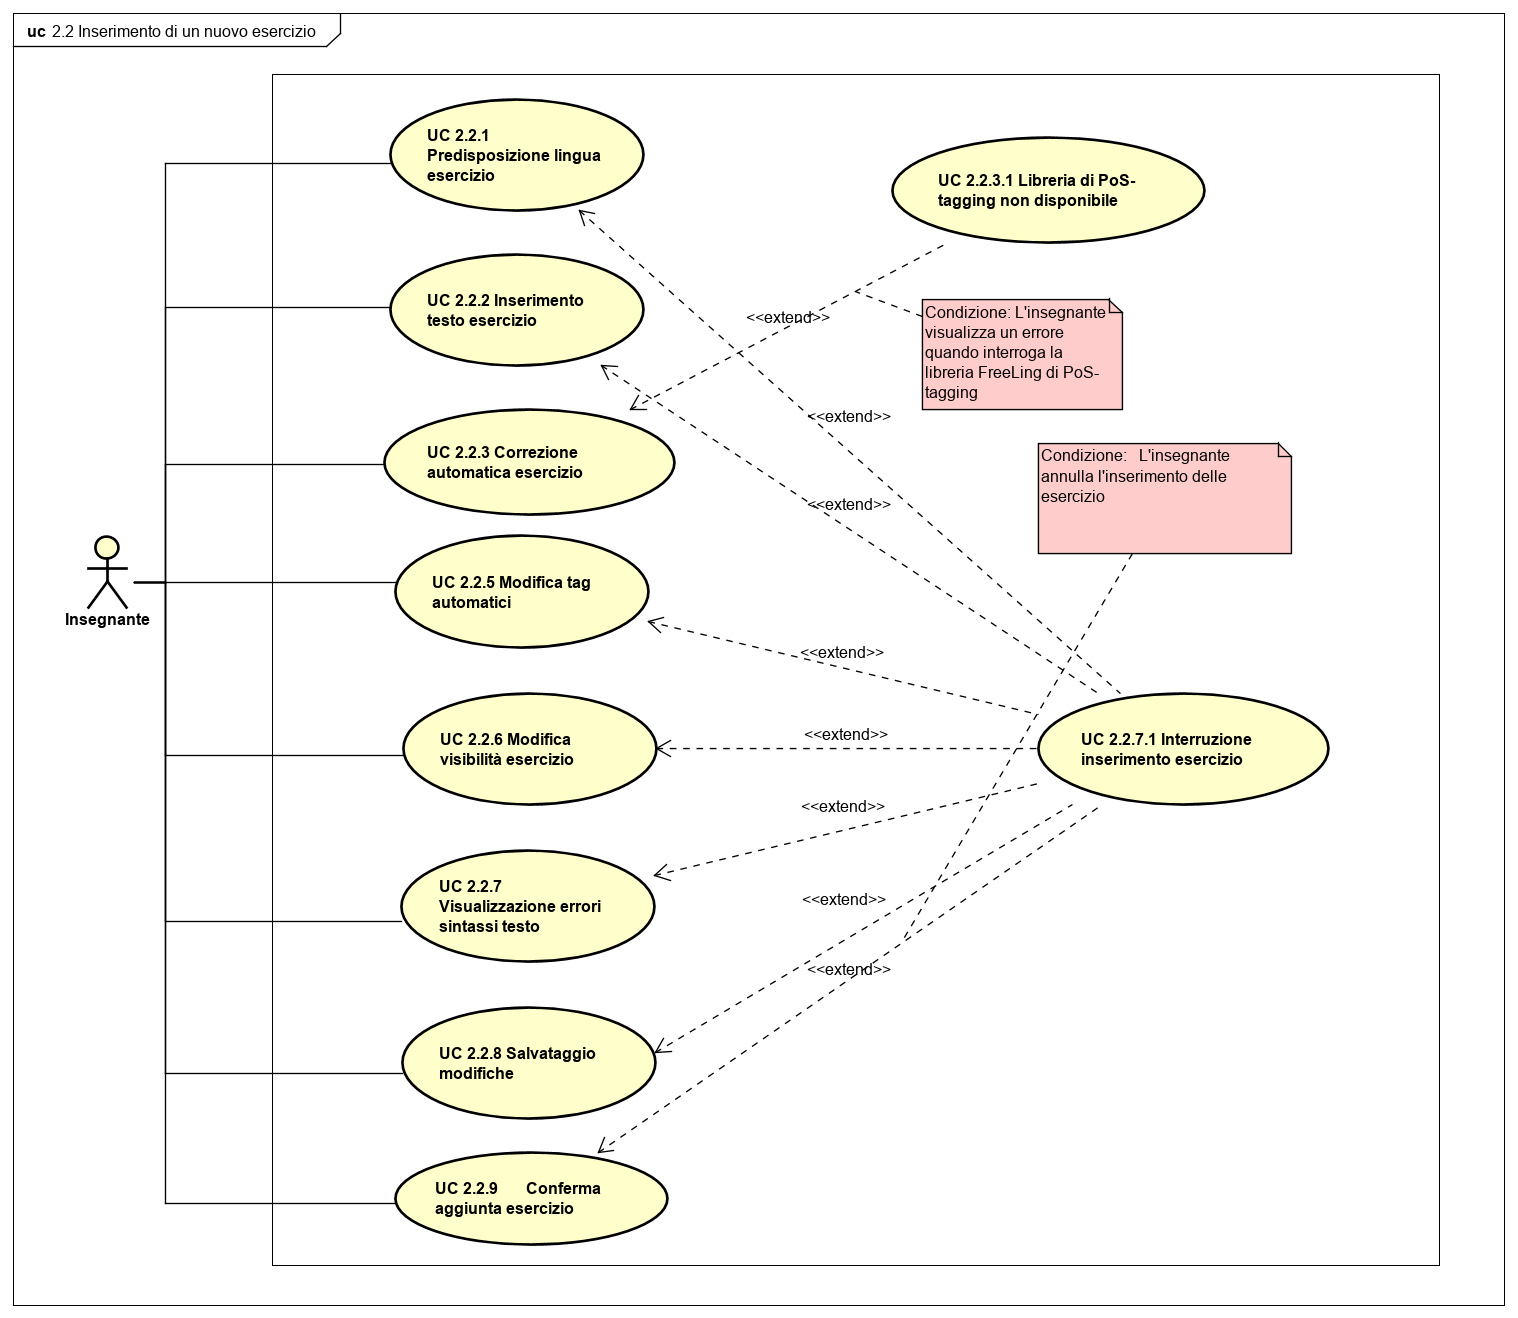 uc 2.2 Inserimento di un nuovo esercizio
UC 2.2.1
Predisposizione lingua
esercizio
UC 2.2.3.1 Libreria di PoS-
tagging non disponibile
UC 2.2.2 Inserimento
testo esercizio
<<extend>>
Condizione: L'insegnante
visualizza un errore
quando interroga la
libreria FreeLing di PoS-
tagging
<<extend>>
UC 2.2.3 Correzione
automatica esercizio
Condizione: L'insegnante
annulla l'inserimento delle
esercizio
<<extend>>
UC 2.2.5 Modifica tag
automatici
Insegnante
<<extend>>
UC 2.2.6 Modifica
visibilità esercizio
<<extend>>
UC 2.2.7.1 Interruzione
inserimento esercizio
<<extend>>
UC 2.2.7
Visualizzazione errori
sintassi testo
<<extend>>
<<extend>>
UC 2.2.8 Salvataggio
modifiche
UC 2.2.9 Conferma
aggiunta esercizio